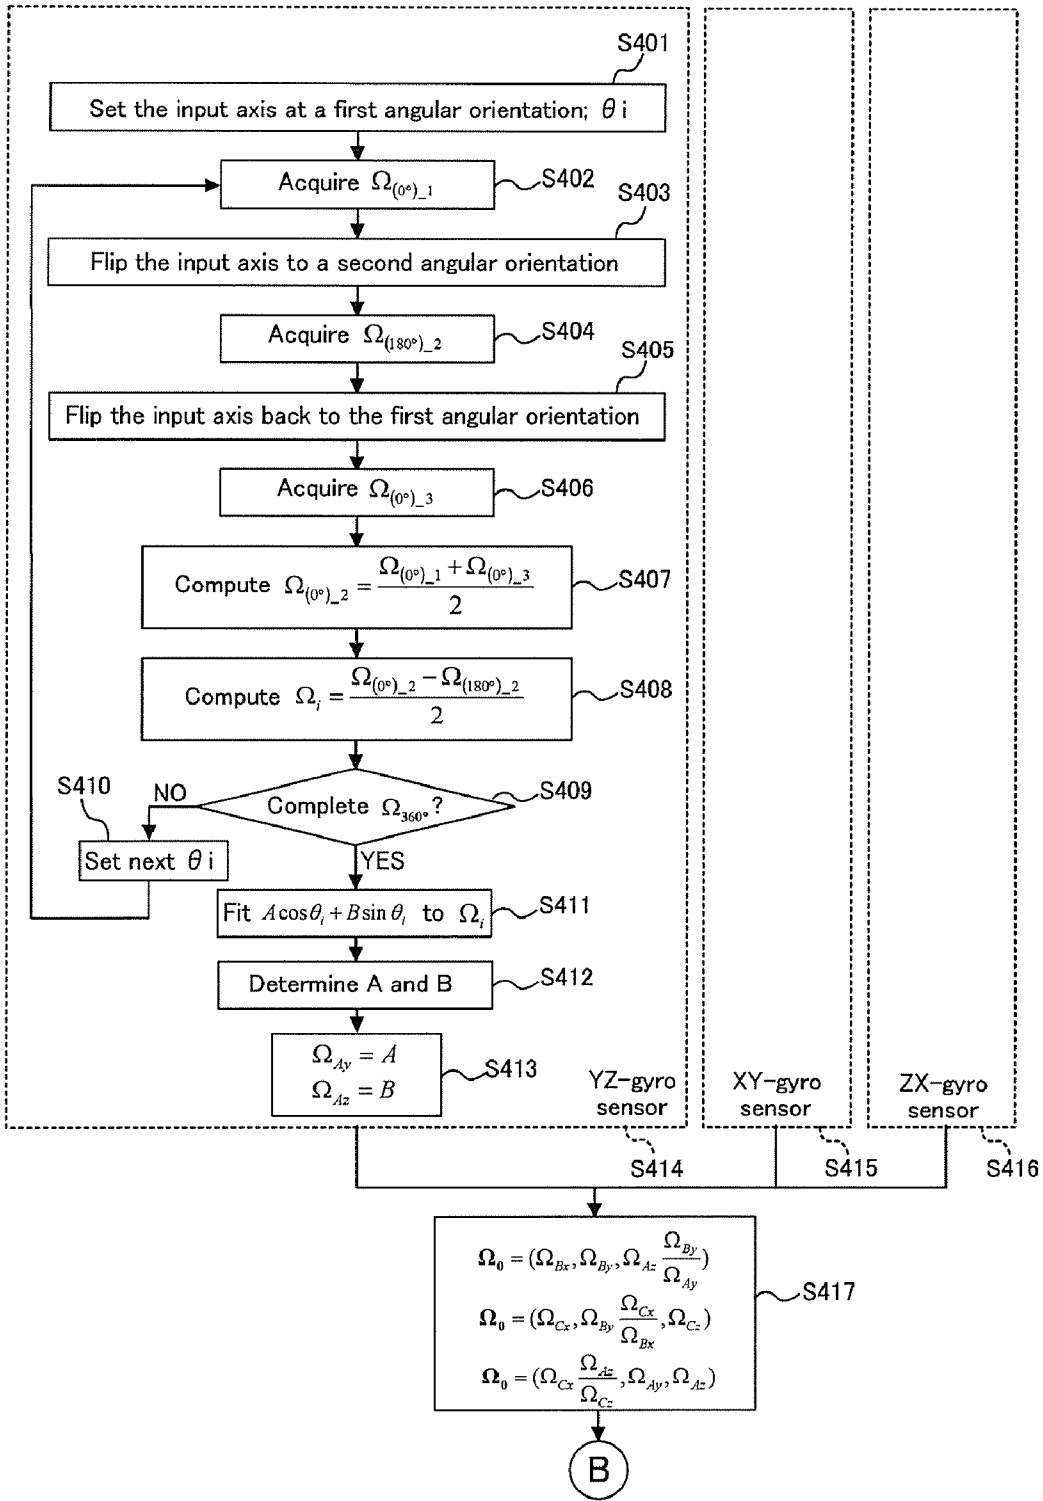 S401
Set the input axis at a first angular orientation; θ i
Acquire Ω(0°)_1
S402
S403
Flip the input axis to a second angular orientation
Acquire Ω(180°)_2
S404
S405
Flip the input axis back to the first angular orientation
Acquire Ω(0°)_3
S406
Compute Ω(0°)_2 = (Ω(0°)_1 + Ω(0°)_3) / 2
S407
Compute Ωi = (Ω(0°)_2 − Ω(180°)_2) / 2
S408
S410
NO
Complete Ω360°?
S409
Set next θ i
YES
Fit A cos θi + B sin θi to Ωi
S411
Determine A and B
S412
ΩAy = A
ΩAz = B
S413
YZ-gyro
sensor
XY-gyro
sensor
ZX-gyro
sensor
S414
S415
S416
Ω0 = (ΩBx, ΩBy, ΩAz ΩBy/ΩAy)
Ω0 = (ΩCx, ΩBy ΩCx/ΩBx, ΩCz)
Ω0 = (ΩCx ΩAz/ΩCz, ΩAy, ΩAz)
S417
B